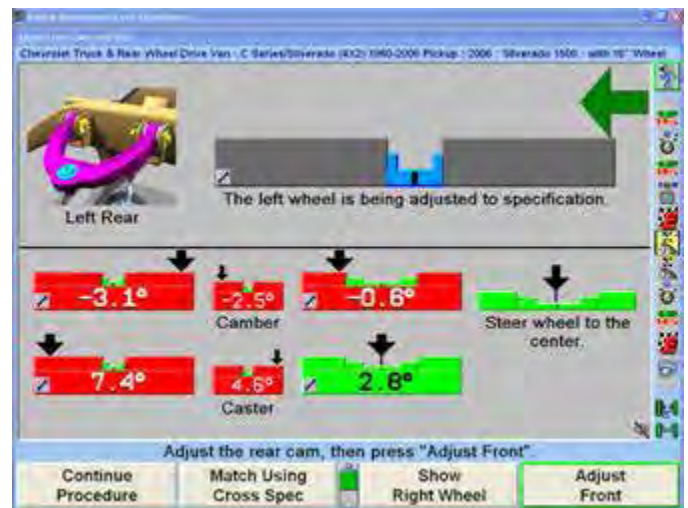 Chevrolet Truck & Rear Wheel Drive Van : C Series/Silverado (4X2) 1960-2006 Pickup : 2006 : Silverado 1500 : with 16" Wheel
Left Rear
The left wheel is being adjusted to specification.
-3.1° -2.5° -0.6°
Camber
Steer wheel to the
center.
7.4° 4.6° 2.8°
Caster
Adjust the rear cam, then press "Adjust Front".
Continue
Procedure
Match Using
Cross Spec
Show
Right Wheel
Adjust
Front